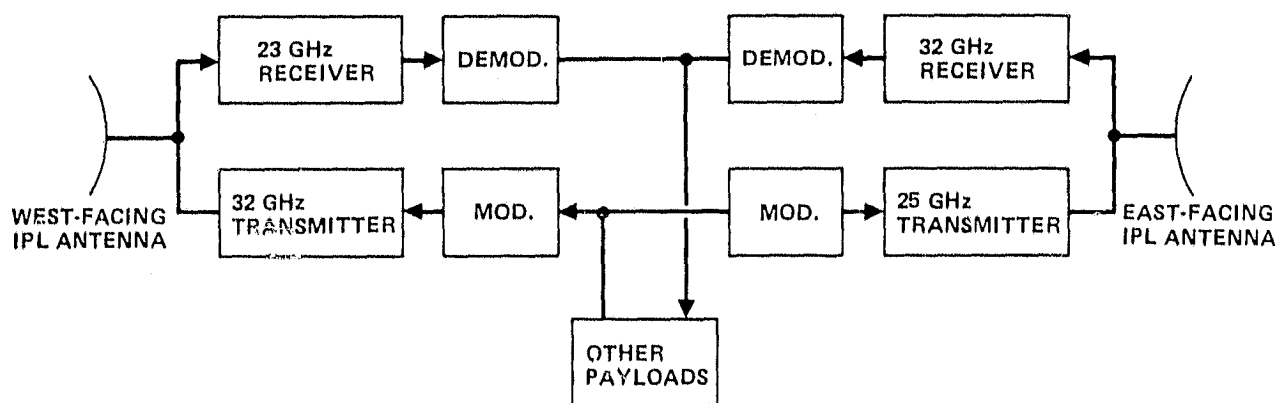 23 GHz
RECEIVER
DEMOD.
DEMOD.
32 GHz
RECEIVER
WEST-FACING
IPL ANTENNA
32 GHz
TRANSMITTER
MOD.
MOD.
25 GHz
TRANSMITTER
EAST-FACING
IPL ANTENNA
OTHER
PAYLOADS